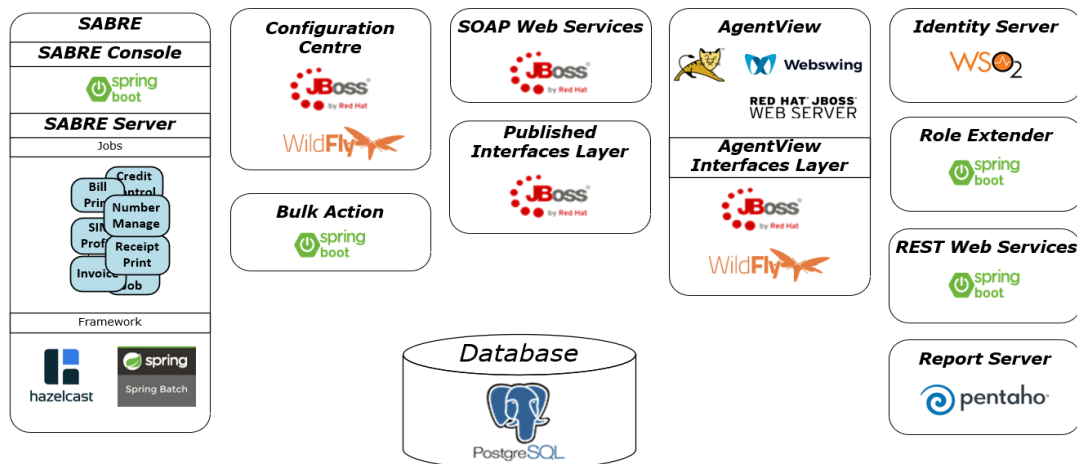 SABRE
SABRE Console
spring
boot
SABRE Server
Jobs
Credit
Control
Bill
Print
Number
Manage
SIM
Receipt
Print
Invoice
Job
Framework
hazelcast
spring
Spring Batch
Configuration
Centre
JBoss
by Red Hat
WildFly
Bulk Action
spring
boot
SOAP Web Services
JBoss
by Red Hat
Published
Interfaces Layer
JBoss
by Red Hat
Database
PostgreSQL
AgentView
Webswing
RED HAT® JBOSS®
WEB SERVER
AgentView
Interfaces Layer
JBoss
by Red Hat
WildFly
Identity Server
WSO2
Role Extender
spring
boot
REST Web Services
spring
boot
Report Server
pentaho